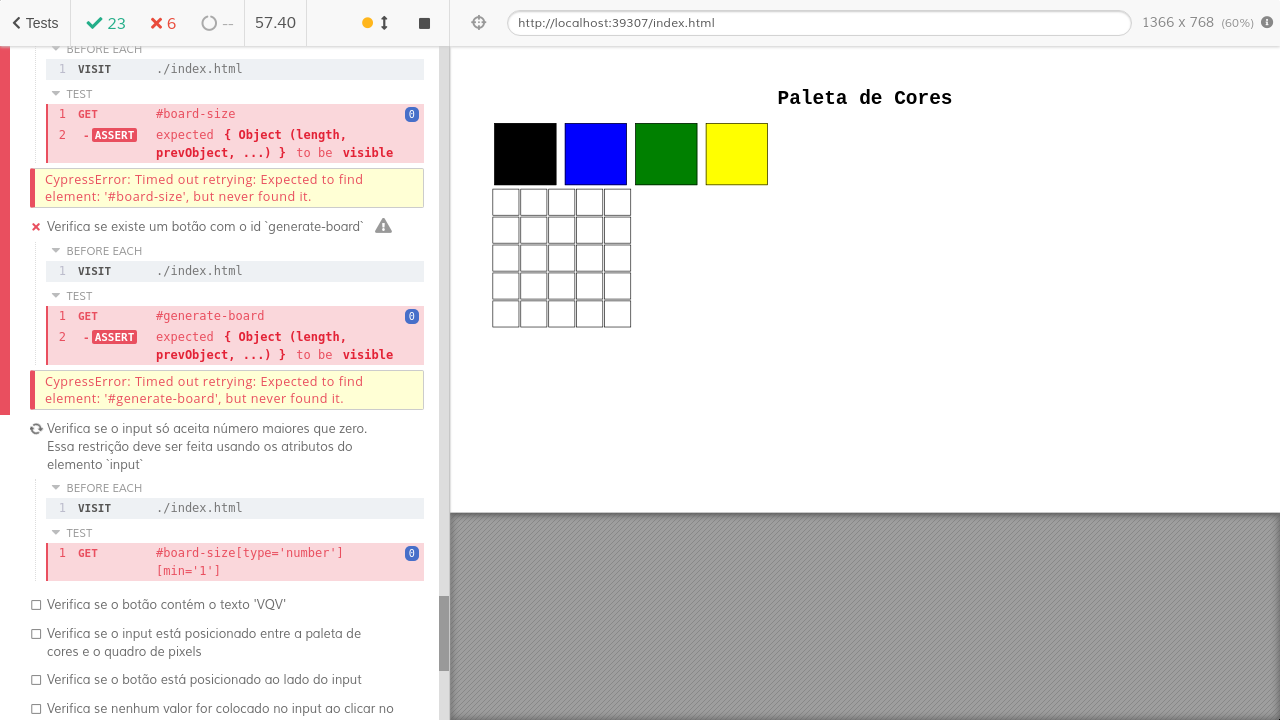 Tests
23
6
--
57.40
http://localhost:39307/index.html
1366 x 768 (60%)
BEFORE EACH
1 VISIT ./index.html
TEST
1 GET #board-size 0
2 -ASSERT expected { Object (length,
prevObject, ...) } to be visible
CypressError: Timed out retrying: Expected to find
element: '#board-size', but never found it.
Verifica se existe um botão com o id `generate-board`
BEFORE EACH
1 VISIT ./index.html
TEST
1 GET #generate-board 0
2 -ASSERT expected { Object (length,
prevObject, ...) } to be visible
CypressError: Timed out retrying: Expected to find
element: '#generate-board', but never found it.
Verifica se o input só aceita número maiores que zero.
Essa restrição deve ser feita usando os atributos do
elemento `input`
BEFORE EACH
1 VISIT ./index.html
TEST
1 GET #board-size[type='number'] 0
[min='1']
Verifica se o botão contém o texto 'VQV'
Verifica se o input está posicionado entre a paleta de
cores e o quadro de pixels
Verifica se o botão está posicionado ao lado do input
Verifica se nenhum valor for colocado no input ao clicar no
Paleta de Cores